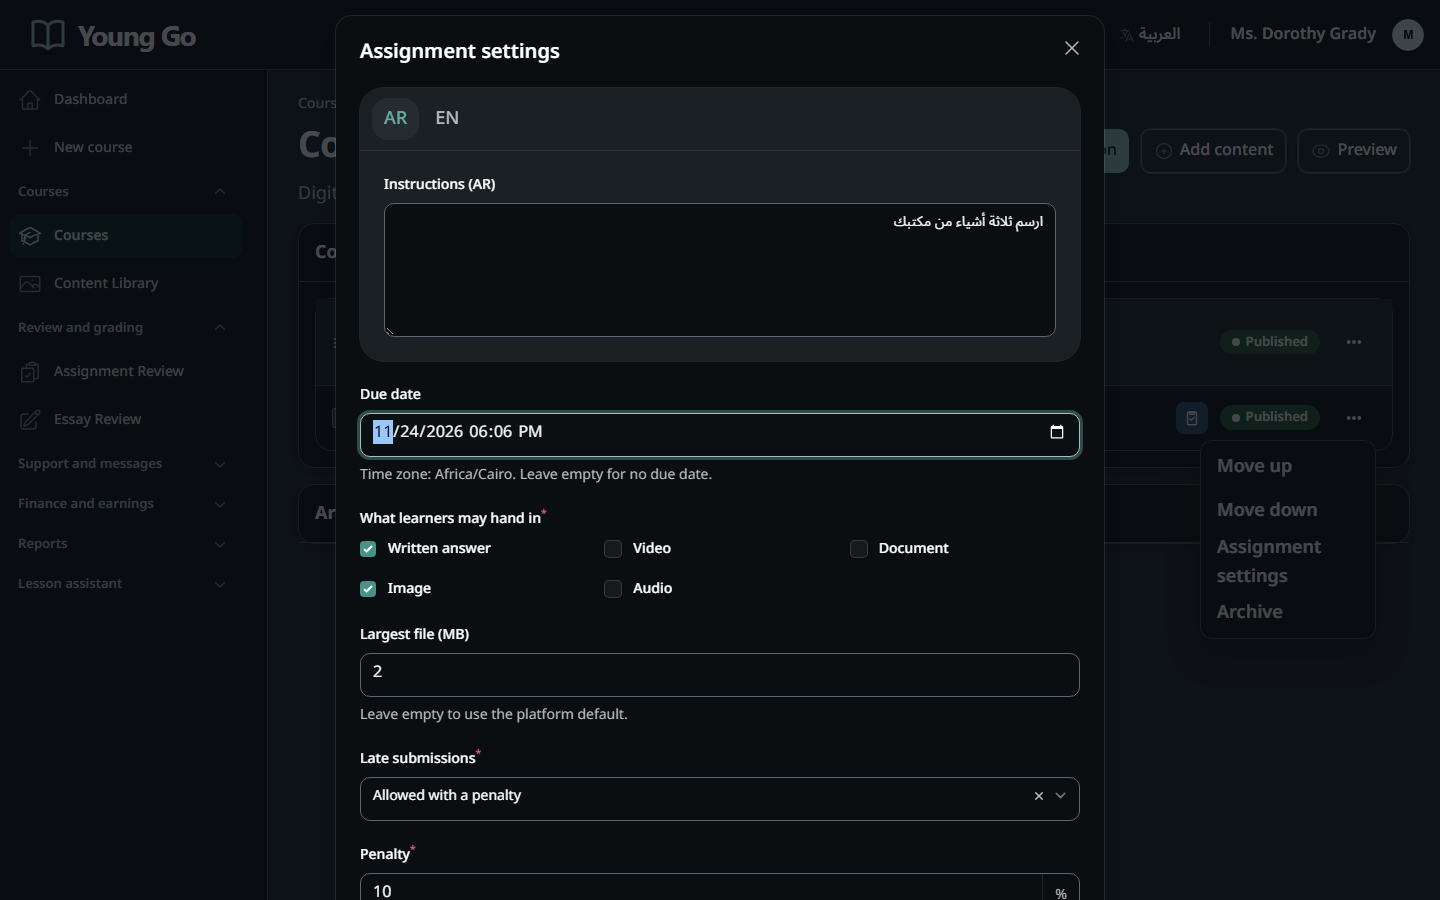 Young Go
العربية
Ms. Dorothy Grady
M
Assignment settings
Dashboard
New course
Courses
Courses
Content Library
Review and grading
Assignment Review
Essay Review
Support and messages
Finance and earnings
Reports
Lesson assistant
AR
EN
Instructions (AR)
ارسم ثلاثة أشياء من مكتبك
Due date
11/24/2026 06:06 PM
Time zone: Africa/Cairo. Leave empty for no due date.
What learners may hand in*
Written answer
Video
Document
Image
Audio
Largest file (MB)
2
Leave empty to use the platform default.
Late submissions*
Allowed with a penalty
Penalty*
10
%
Add content
Preview
Published
Published
Move up
Move down
Assignment
settings
Archive